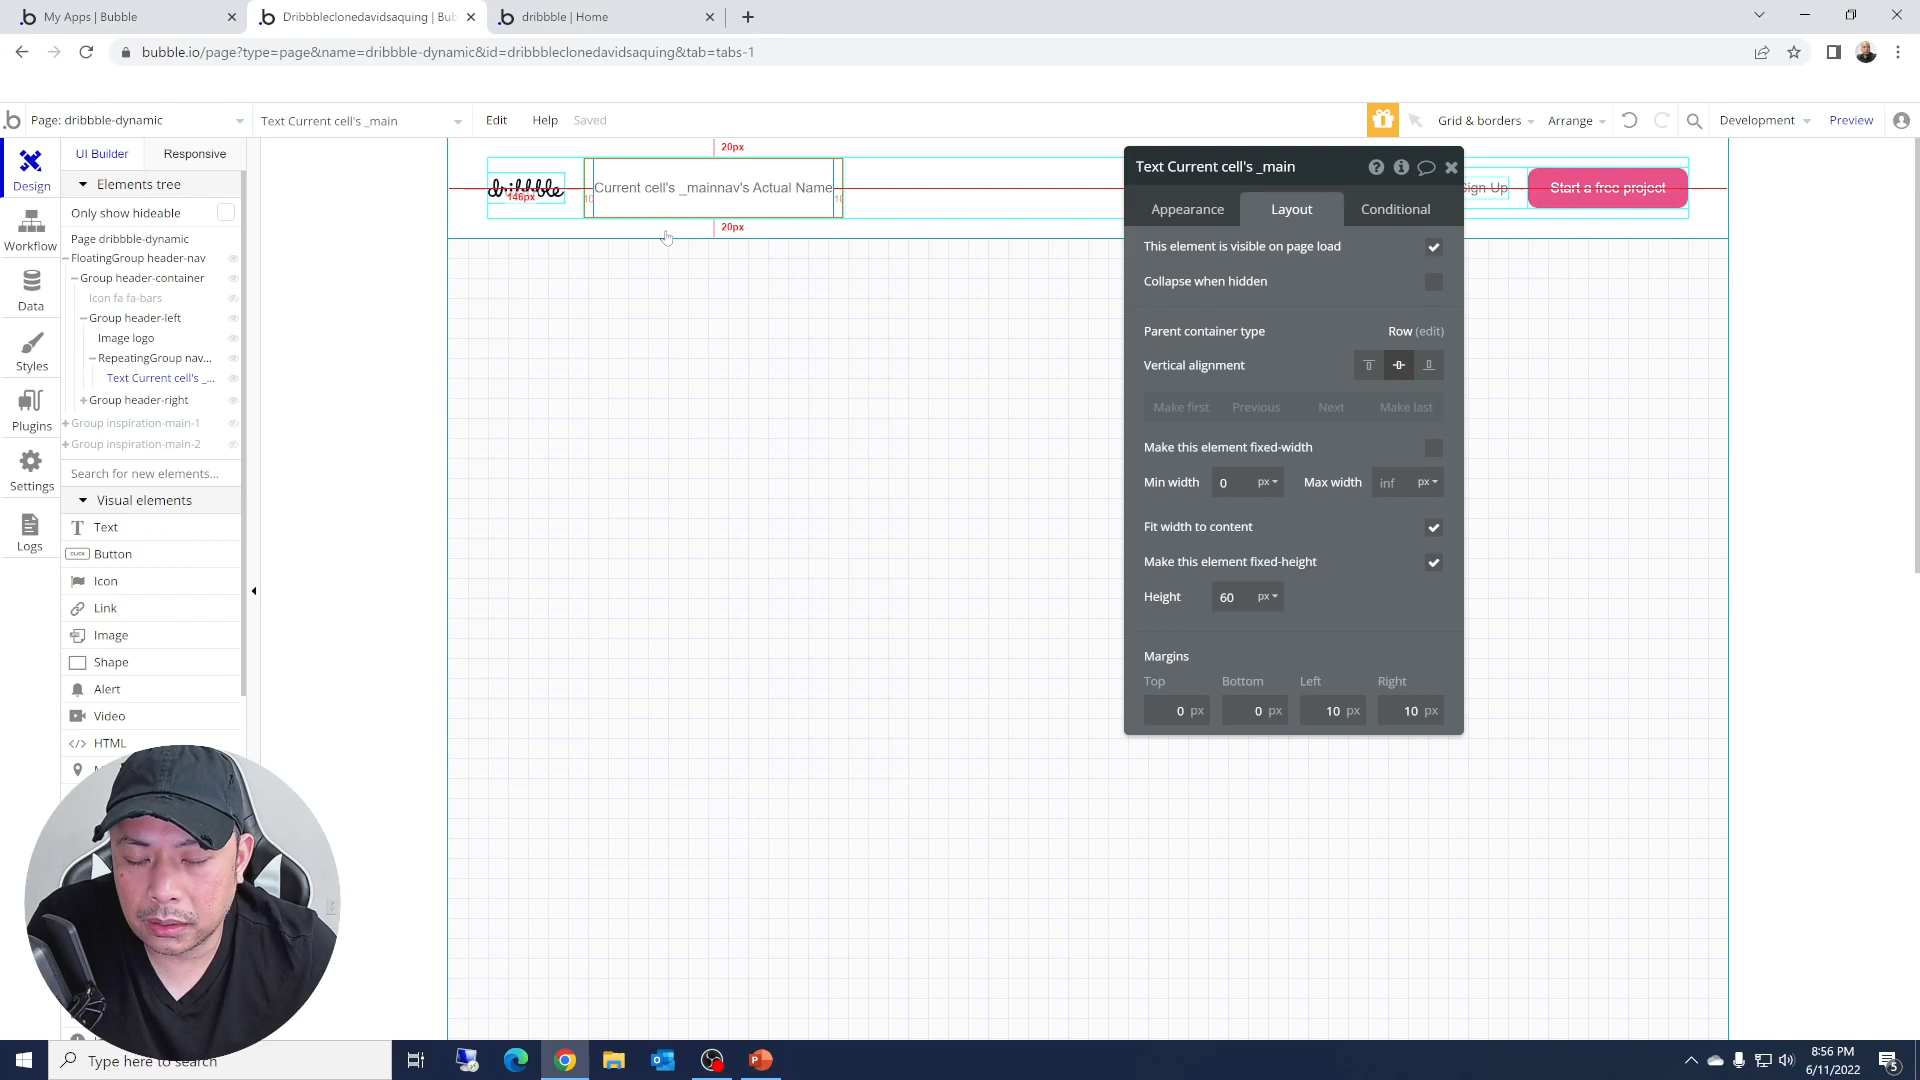 My Apps | Bubble
Dribbbleclonedavidsaquing | Bub
dribbble | Home
bubble.io/page?type=page&name=dribbble-dynamic&id=dribbbleclonedavidsaquing&tab=tabs-1
Page: dribbble-dynamic
Text Current cell's _main
Edit
Help
Saved
Grid & borders
Arrange
Development
Preview
UI Builder
Responsive
Design
Workflow
Data
Styles
Plugins
Settings
Logs
Elements tree
Only show hideable
Page dribbble-dynamic
FloatingGroup header-nav
Group header-container
Icon fa fa-bars
Group header-left
Image logo
RepeatingGroup nav...
Text Current cell's _...
Group header-right
Group inspiration-main-1
Group inspiration-main-2
Search for new elements...
Visual elements
Text
CLICK Button
Icon
Link
Image
Shape
Alert
Video
</> HTML
20px
dribbble
146px
10
Current cell's _mainnav's Actual Name
10
20px
Sign Up
Start a free project
Text Current cell's _main
Appearance
Layout
Conditional
This element is visible on page load
Collapse when hidden
Parent container type
Row (edit)
Vertical alignment
Make first
Previous
Next
Make last
Make this element fixed-width
Min width 0 px
Max width inf px
Fit width to content
Make this element fixed-height
Height 60 px
Margins
Top
Bottom
Left
Right
0 px
0 px
10 px
10 px
Type here to search
8:56 PM
6/11/2022
5